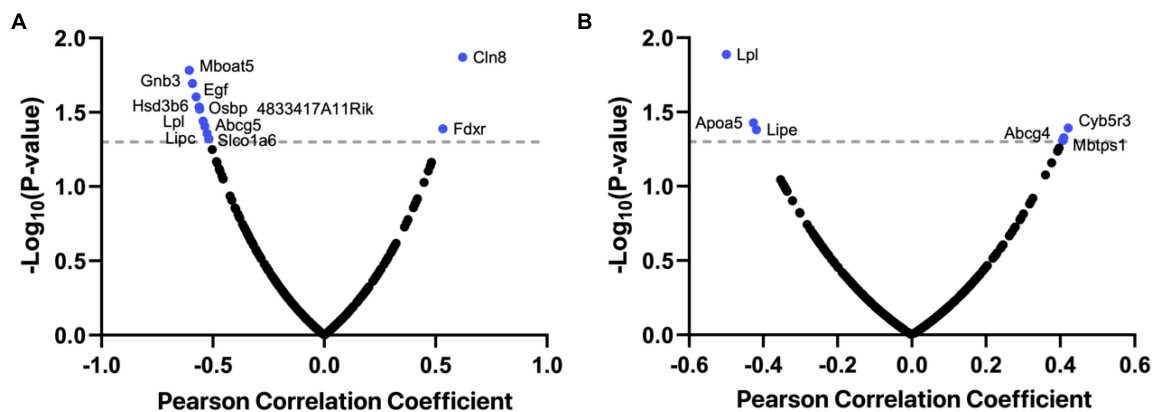 A
B
2.0
1.5
1.0
0.5
0.0
-Log10(P-value)
Mboat5
Gnb3
Egf
Hsd3b6
Osbp 4833417A11Rik
Lpl
Abcg5
Lipc
Slco1a6
Cln8
Fdxr
-1.0 -0.5 0.0 0.5 1.0
Pearson Correlation Coefficient
2.0
1.5
1.0
0.5
0.0
-Log10(P-value)
Lpl
Apoa5
Lipe
Cyb5r3
Abcg4
Mbtps1
-0.6 -0.4 -0.2 0.0 0.2 0.4 0.6
Pearson Correlation Coefficient